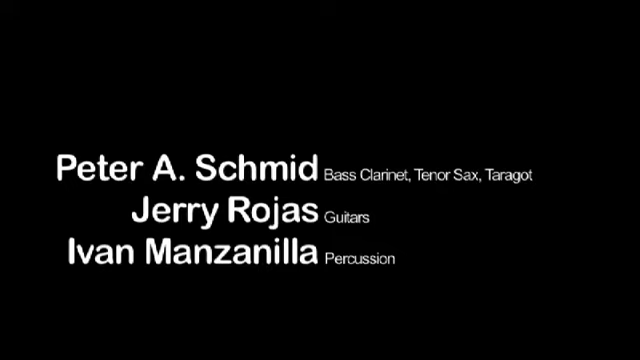 Peter A. Schmid Bass Clarinet, Tenor Sax, Taragot
Jerry Rojas Guitars
Ivan Manzanilla Percussion